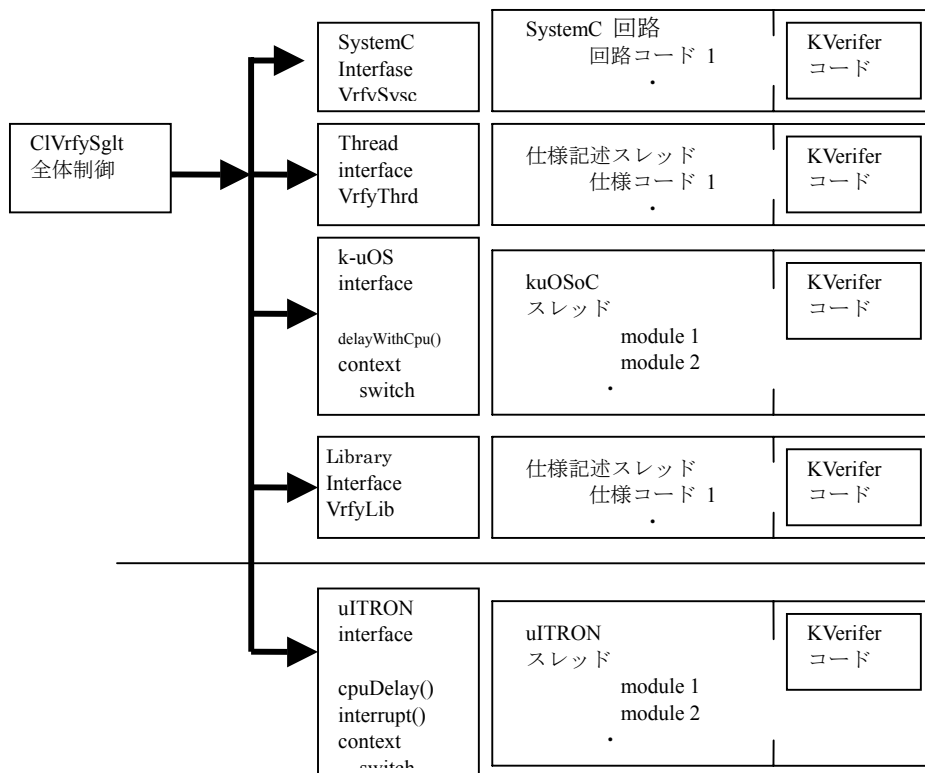 SystemC
Interfase
VrfySysc
SystemC 回路
回路コード 1
・
KVerifer
コード
ClVrfySglt
全体制御
Thread
interface
VrfyThrd
仕様記述スレッド
仕様コード 1
・
KVerifer
コード
k-uOS
interface
delayWithCpu()
context
switch
kuOSoC
スレッド
module 1
module 2
・
KVerifer
コード
Library
Interface
VrfyLib
仕様記述スレッド
仕様コード 1
・
KVerifer
コード
uITRON
interface
cpuDelay()
interrupt()
context
switch
uITRON
スレッド
module 1
module 2
・
KVerifer
コード